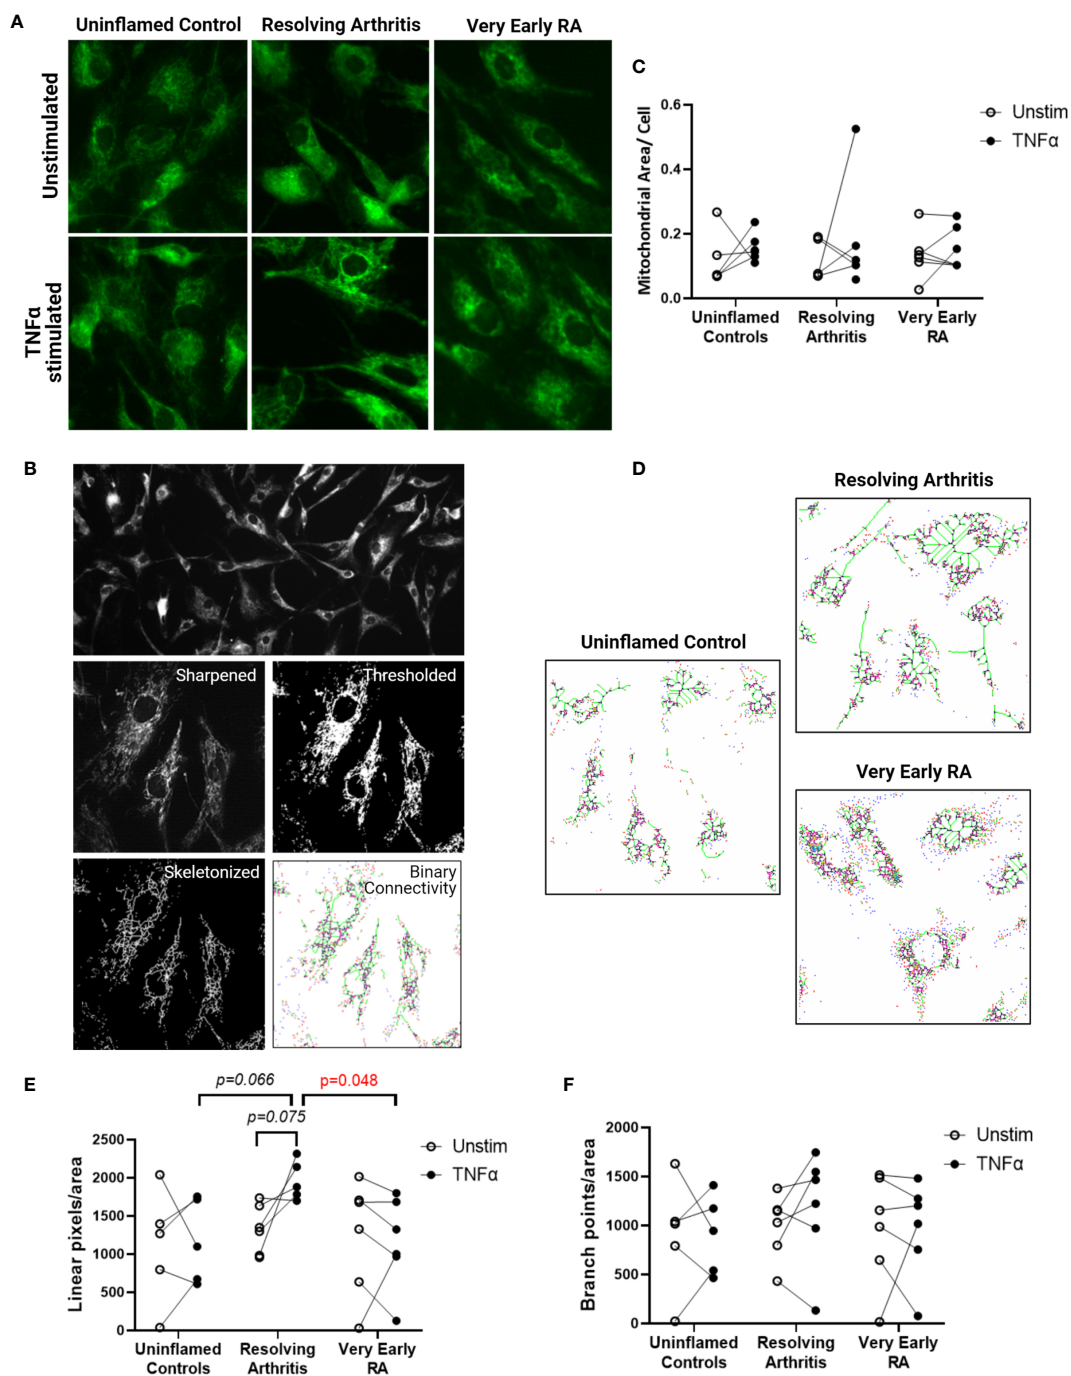 A
Uninflamed Control
Resolving Arthritis
Very Early RA
Unstimulated
TNFα
stimulated
C
Mitochondrial Area/ Cell
0.6
0.4
0.2
0.0
Unstim
TNFα
Uninflamed
Controls
Resolving
Arthritis
Very Early
RA
B
Sharpened
Thresholded
Skeletonized
Binary
Connectivity
D
Resolving Arthritis
Uninflamed Control
Very Early RA
E
p=0.066
p=0.048
p=0.075
Linear pixels/area
2500
2000
1500
1000
500
0
Unstim
TNFα
Uninflamed
Controls
Resolving
Arthritis
Very Early
RA
F
Branch points/area
2000
1500
1000
500
0
Unstim
TNFα
Uninflamed
Controls
Resolving
Arthritis
Very Early
RA